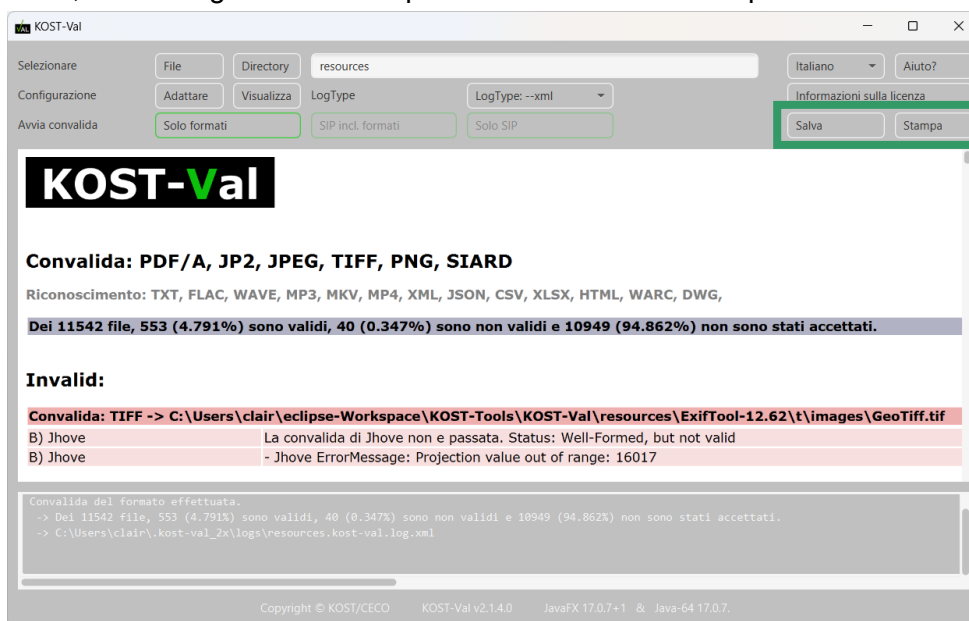 VAL KOST-Val
Selezionare File Directory resources Italiano Aiuto?
Configurazione Adattare Visualizza LogType LogType: --xml Informazioni sulla licenza
Avvia convalida Solo formati SIP incl. formati Solo SIP Salva Stampa
KOST-Val
Convalida: PDF/A, JP2, JPEG, TIFF, PNG, SIARD
Riconoscimento: TXT, FLAC, WAVE, MP3, MKV, MP4, XML, JSON, CSV, XLSX, HTML, WARC, DWG,
Dei 11542 file, 553 (4.791%) sono validi, 40 (0.347%) sono non validi e 10949 (94.862%) non sono stati accettati.
Invalid:
Convalida: TIFF -> C:\Users\clair\eclipse-Workspace\KOST-Tools\KOST-Val\resources\ExifTool-12.62\t\images\GeoTiff.tif
B) Jhove La convalida di Jhove non e passata. Status: Well-Formed, but not valid
B) Jhove - Jhove ErrorMessage: Projection value out of range: 16017
Convalida del formato effettuata.
-> Dei 11542 file, 553 (4.791%) sono validi, 40 (0.347%) sono non validi e 10949 (94.862%) non sono stati accettati.
-> C:\Users\clair\.kost-val_2x\logs\resources.kost-val.log.xml
Copyright © KOST/CECO KOST-Val v2.1.4.0 JavaFX 17.0.7+1 & Java-64 17.0.7.